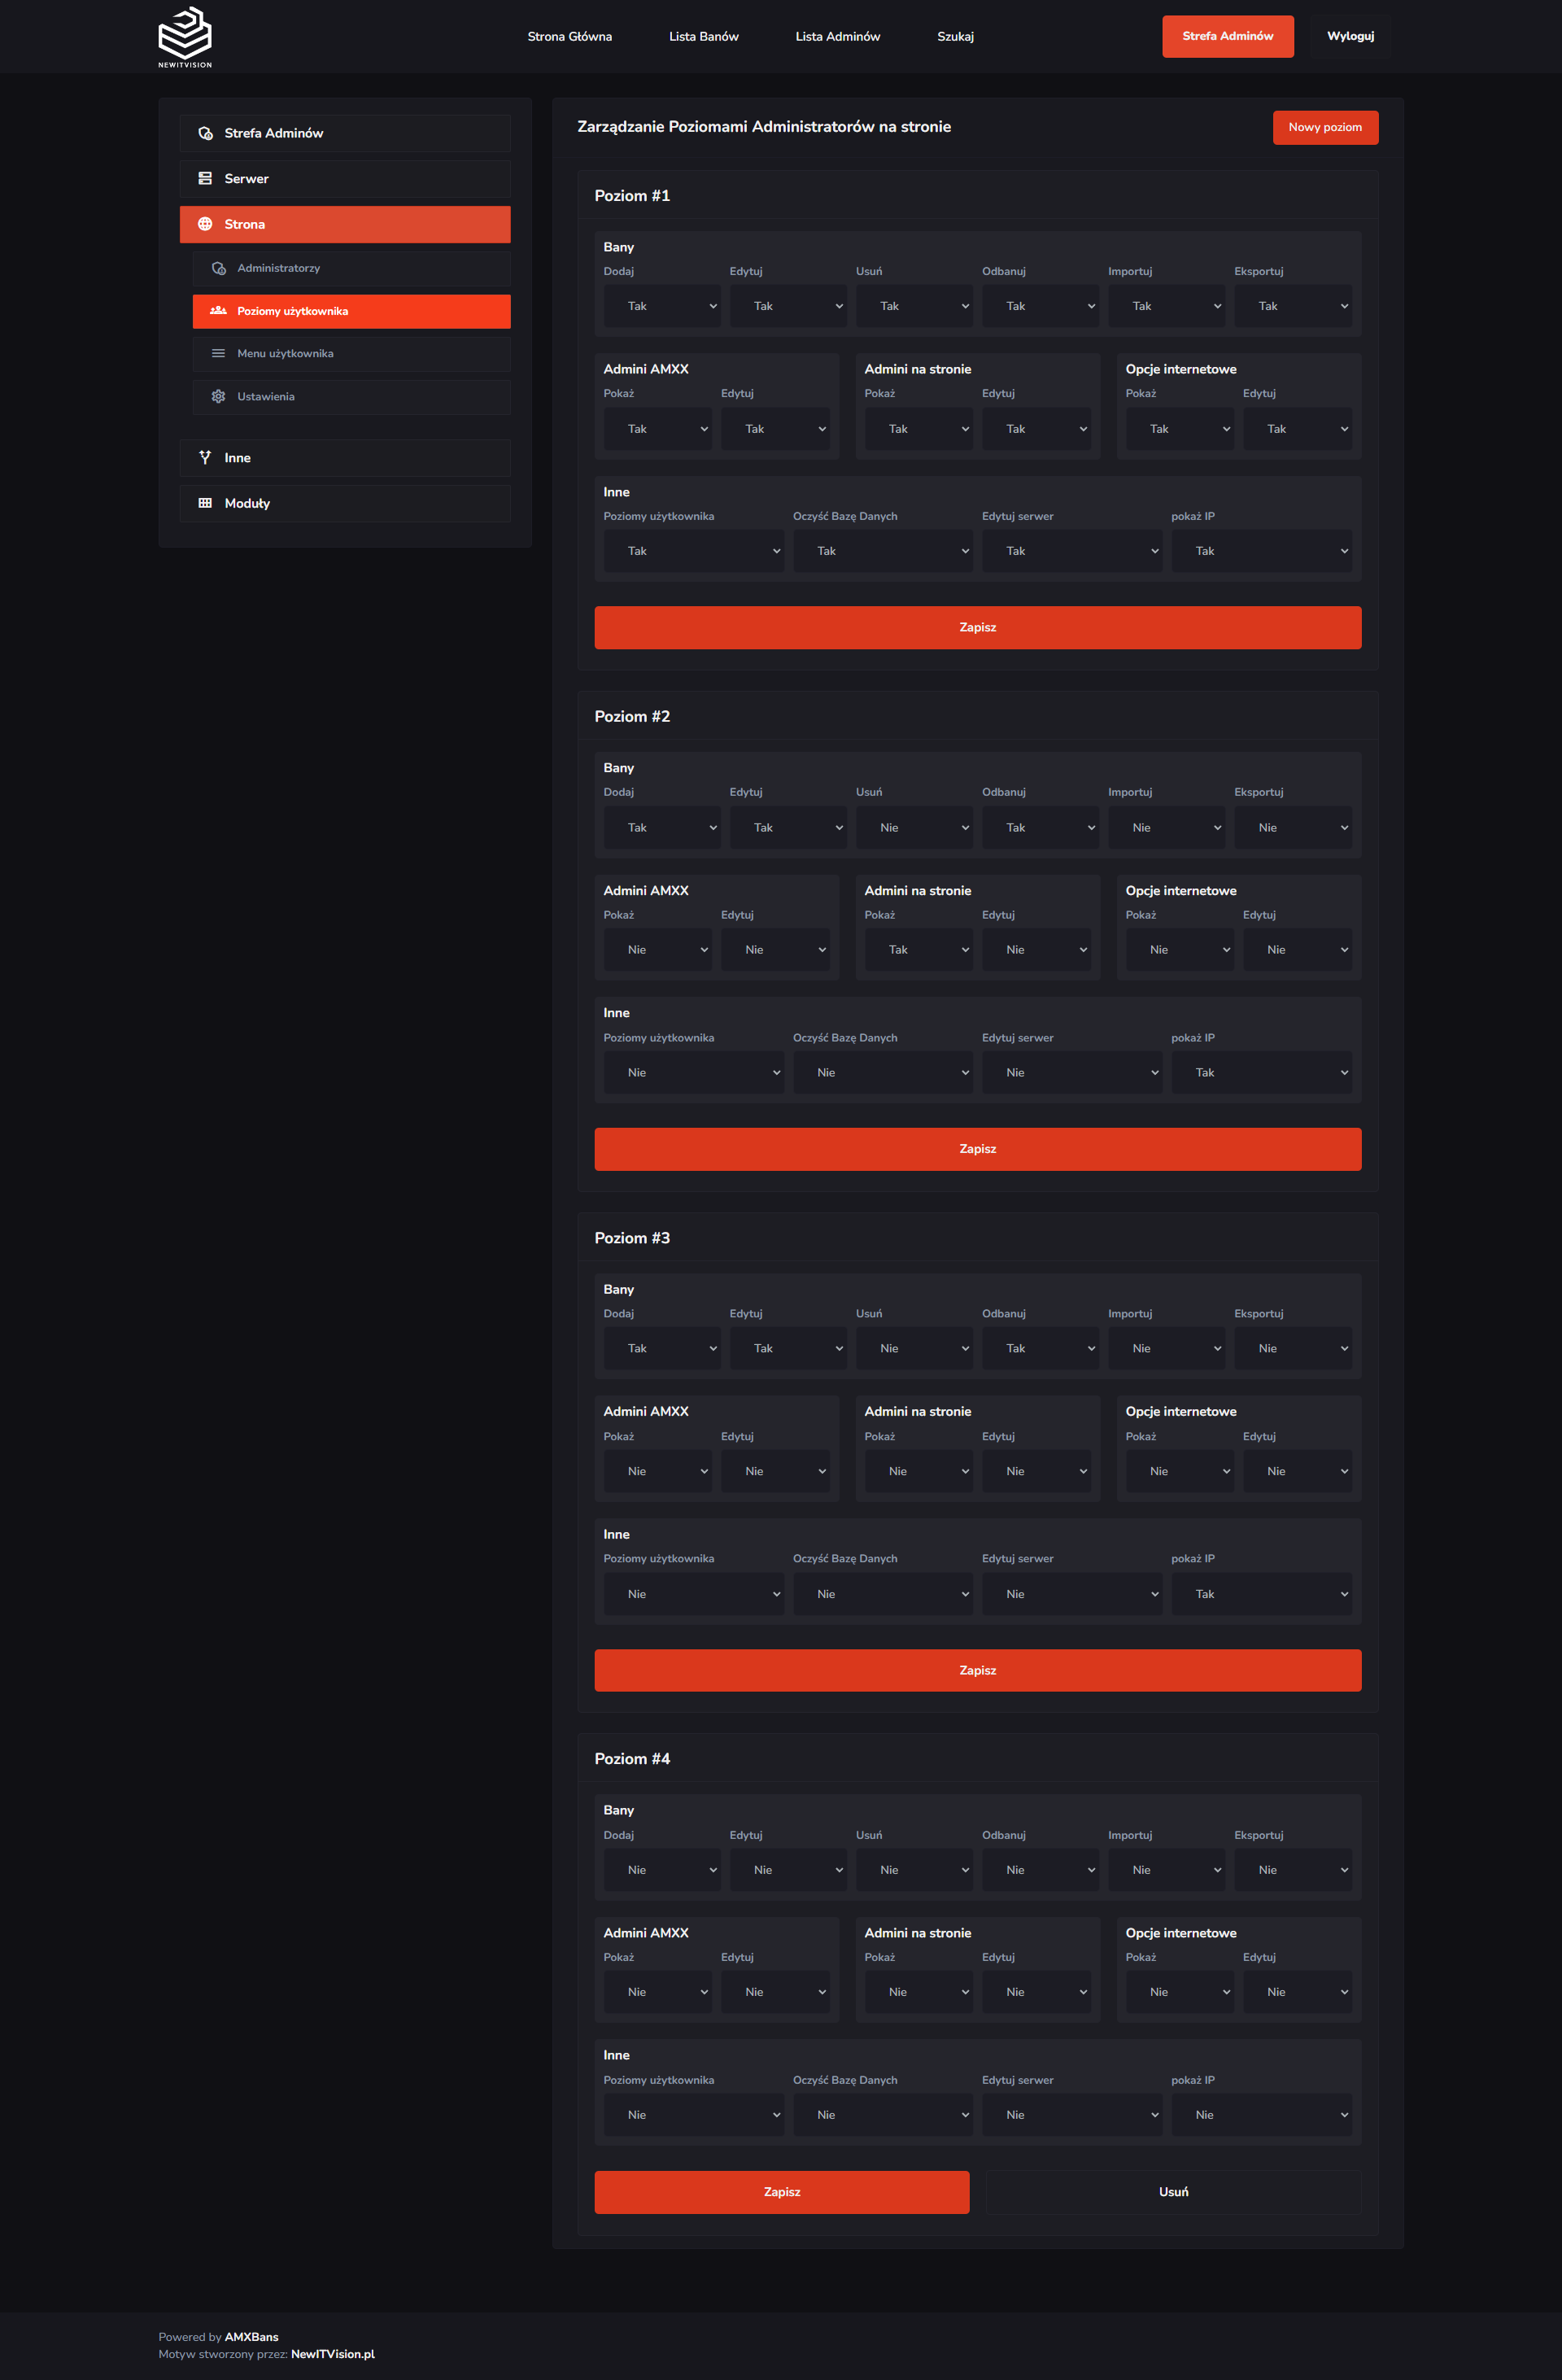 NEWITVISION
Strona Główna Lista Banów Lista Adminów Szukaj Strefa Adminów Wyloguj
Strefa Adminów
Serwer
Strona
Administratorzy
Poziomy użytkownika
Menu użytkownika
Ustawienia
Inne
Moduły
Zarządzanie Poziomami Administratorów na stronie Nowy poziom
Poziom #1
Bany
Dodaj Edytuj Usuń Odbanuj Importuj Eksportuj
Tak Tak Tak Tak Tak Tak
Admini AMXX Admini na stronie Opcje internetowe
Pokaż Edytuj Pokaż Edytuj Pokaż Edytuj
Tak Tak Tak Tak Tak Tak
Inne
Poziomy użytkownika Oczyść Bazę Danych Edytuj serwer pokaż IP
Tak Tak Tak Tak
Zapisz
Poziom #2
Bany
Dodaj Edytuj Usuń Odbanuj Importuj Eksportuj
Tak Tak Nie Tak Nie Nie
Admini AMXX Admini na stronie Opcje internetowe
Pokaż Edytuj Pokaż Edytuj Pokaż Edytuj
Nie Nie Tak Nie Nie Nie
Inne
Poziomy użytkownika Oczyść Bazę Danych Edytuj serwer pokaż IP
Nie Nie Nie Tak
Zapisz
Poziom #3
Bany
Dodaj Edytuj Usuń Odbanuj Importuj Eksportuj
Tak Tak Nie Tak Nie Nie
Admini AMXX Admini na stronie Opcje internetowe
Pokaż Edytuj Pokaż Edytuj Pokaż Edytuj
Nie Nie Nie Nie Nie Nie
Inne
Poziomy użytkownika Oczyść Bazę Danych Edytuj serwer pokaż IP
Nie Nie Nie Tak
Zapisz
Poziom #4
Bany
Dodaj Edytuj Usuń Odbanuj Importuj Eksportuj
Nie Nie Nie Nie Nie Nie
Admini AMXX Admini na stronie Opcje internetowe
Pokaż Edytuj Pokaż Edytuj Pokaż Edytuj
Nie Nie Nie Nie Nie Nie
Inne
Poziomy użytkownika Oczyść Bazę Danych Edytuj serwer pokaż IP
Nie Nie Nie Nie
Zapisz Usuń
Powered by AMXBans
Motyw stworzony przez: NewITVision.pl